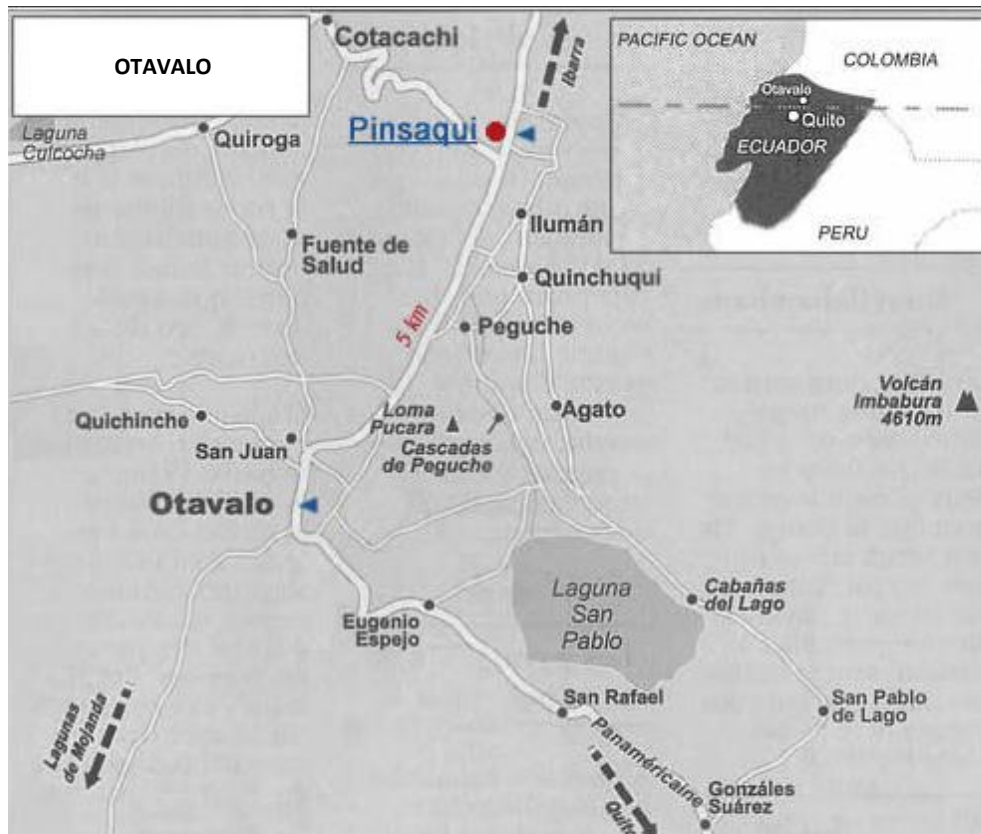 OTAVALO
Cotacachi
Ibarra
PACIFIC OCEAN
COLOMBIA
Otavalo
Quito
ECUADOR
PERU
Laguna
Cuicocha
Quiroga
Pinsaqui
Ilumán
Fuente de
Salud
Quinchuquí
5 km
Peguche
Quichinche
Loma
Pucara
Agato
Volcán
Imbabura
4610m
San Juan
Cascadas
de Peguche
Otavalo
Laguna
San
Pablo
Cabañas
del Lago
Eugenio
Espejo
San Rafael
San Pablo
de Lago
Lagunas
de Mojanda
Panaméricaine
Quito
Gonzáles
Suárez